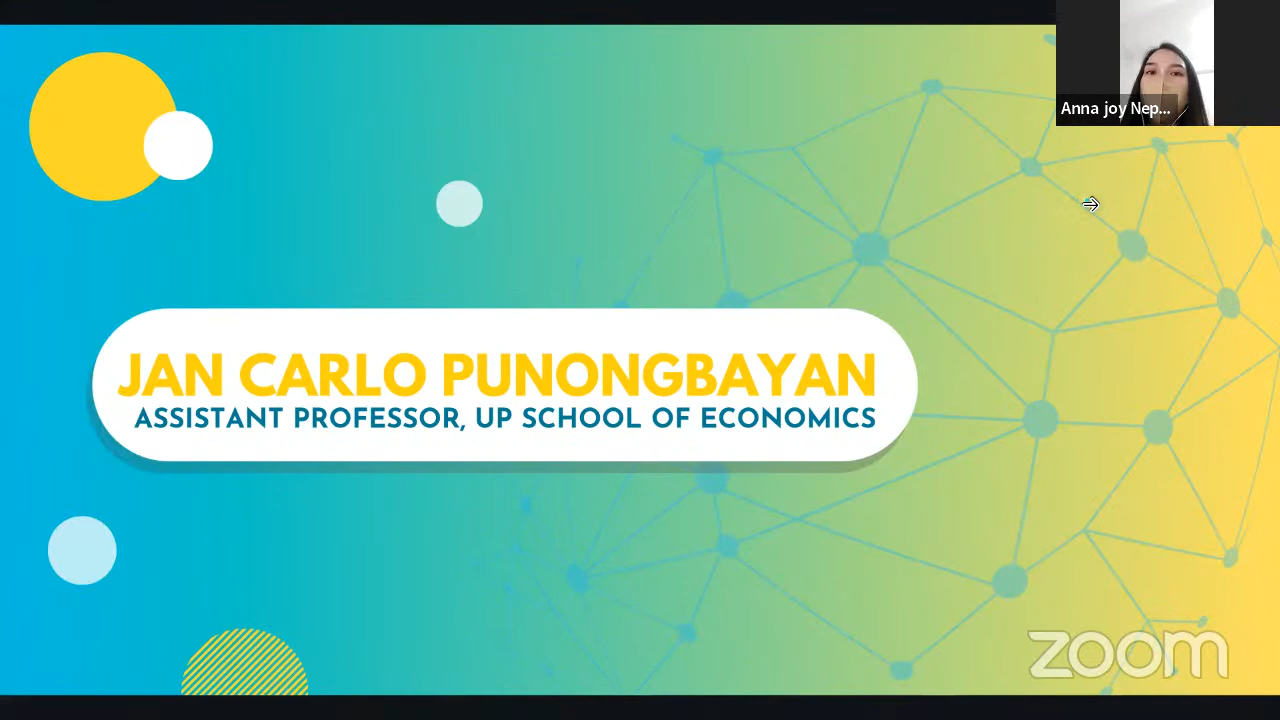 Anna joy Nep...
JAN CARLO PUNONGBAYAN
ASSISTANT PROFESSOR, UP SCHOOL OF ECONOMICS
zoom